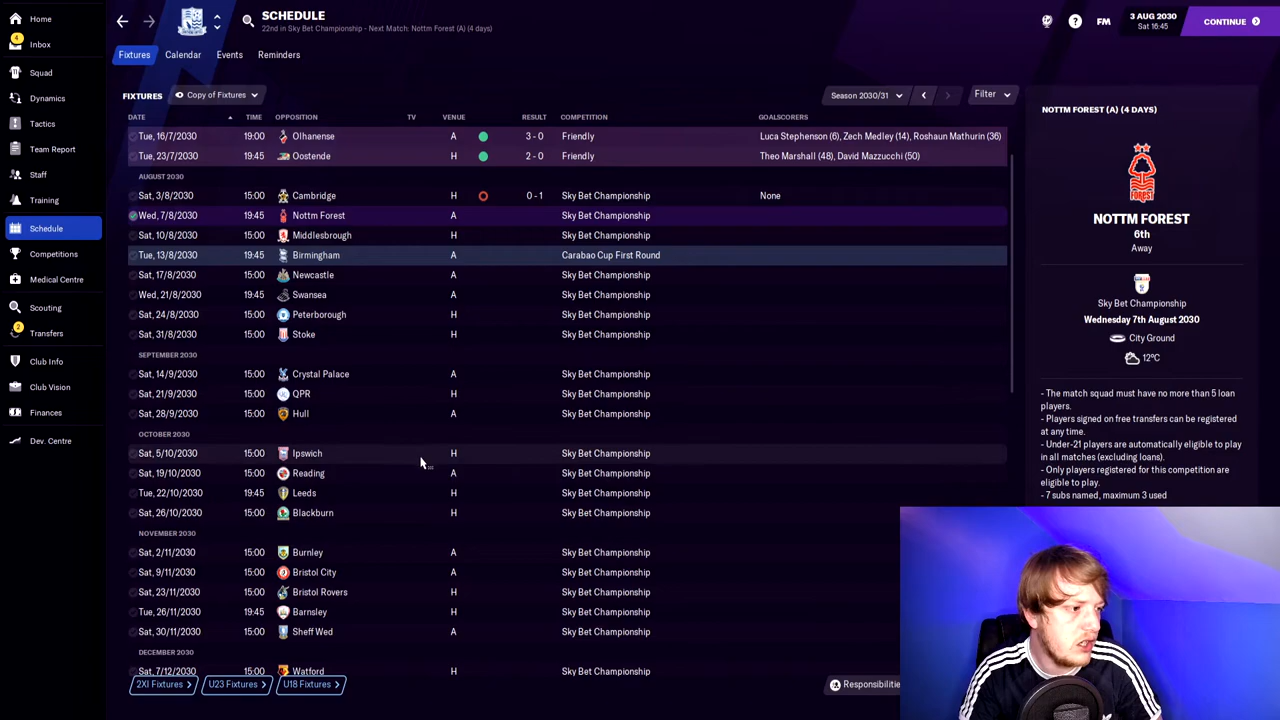 Home
4
Inbox
Squad
Dynamics
Tactics
Team Report
Staff
Training
Schedule
Competitions
Medical Centre
Scouting
2
Transfers
Club Info
Club Vision
Finances
Dev. Centre
SCHEDULE
22nd in Sky Bet Championship - Next Match: Nottm Forest (A) (4 days)
?
FM
3 AUG 2030
Sat 16:45
CONTINUE
Fixtures
Calendar
Events
Reminders
FIXTURES
Copy of Fixtures
Season 2030/31
Filter
DATE TIME OPPOSITION TV VENUE RESULT COMPETITION GOALSCORERS
Tue, 16/7/2030 19:00 Olhanense A 3 - 0 Friendly Luca Stephenson (6), Zech Medley (14), Roshaun Mathurin (36)
Tue, 23/7/2030 19:45 Oostende H 2 - 0 Friendly Theo Marshall (48), David Mazzucchi (50)
AUGUST 2030
Sat, 3/8/2030 15:00 Cambridge H 0 - 1 Sky Bet Championship None
Wed, 7/8/2030 19:45 Nottm Forest A Sky Bet Championship
Sat, 10/8/2030 15:00 Middlesbrough H Sky Bet Championship
Tue, 13/8/2030 19:45 Birmingham A Carabao Cup First Round
Sat, 17/8/2030 15:00 Newcastle A Sky Bet Championship
Wed, 21/8/2030 19:45 Swansea A Sky Bet Championship
Sat, 24/8/2030 15:00 Peterborough H Sky Bet Championship
Sat, 31/8/2030 15:00 Stoke H Sky Bet Championship
SEPTEMBER 2030
Sat, 14/9/2030 15:00 Crystal Palace A Sky Bet Championship
Sat, 21/9/2030 15:00 QPR H Sky Bet Championship
Sat, 28/9/2030 15:00 Hull A Sky Bet Championship
OCTOBER 2030
Sat, 5/10/2030 15:00 Ipswich H Sky Bet Championship
Sat, 19/10/2030 15:00 Reading A Sky Bet Championship
Tue, 22/10/2030 19:45 Leeds H Sky Bet Championship
Sat, 26/10/2030 15:00 Blackburn H Sky Bet Championship
NOVEMBER 2030
Sat, 2/11/2030 15:00 Burnley A Sky Bet Championship
Sat, 9/11/2030 15:00 Bristol City A Sky Bet Championship
Sat, 23/11/2030 15:00 Bristol Rovers H Sky Bet Championship
Tue, 26/11/2030 19:45 Barnsley H Sky Bet Championship
Sat, 30/11/2030 15:00 Sheff Wed A Sky Bet Championship
DECEMBER 2030
Sat, 7/12/2030 15:00 Watford H Sky Bet Championship
2XI Fixtures
U23 Fixtures
U18 Fixtures
Responsibilities
NOTTM FOREST (A) (4 DAYS)
NOTTM FOREST
6th
Away
Sky Bet Championship
Wednesday 7th August 2030
City Ground
12°C
- The match squad must have no more than 5 loan
players.
- Players signed on free transfers can be registered
at any time.
- Under-21 players are automatically eligible to play
in all matches (excluding loans).
- Only players registered for this competition are
eligible to play.
- 7 subs named, maximum 3 used